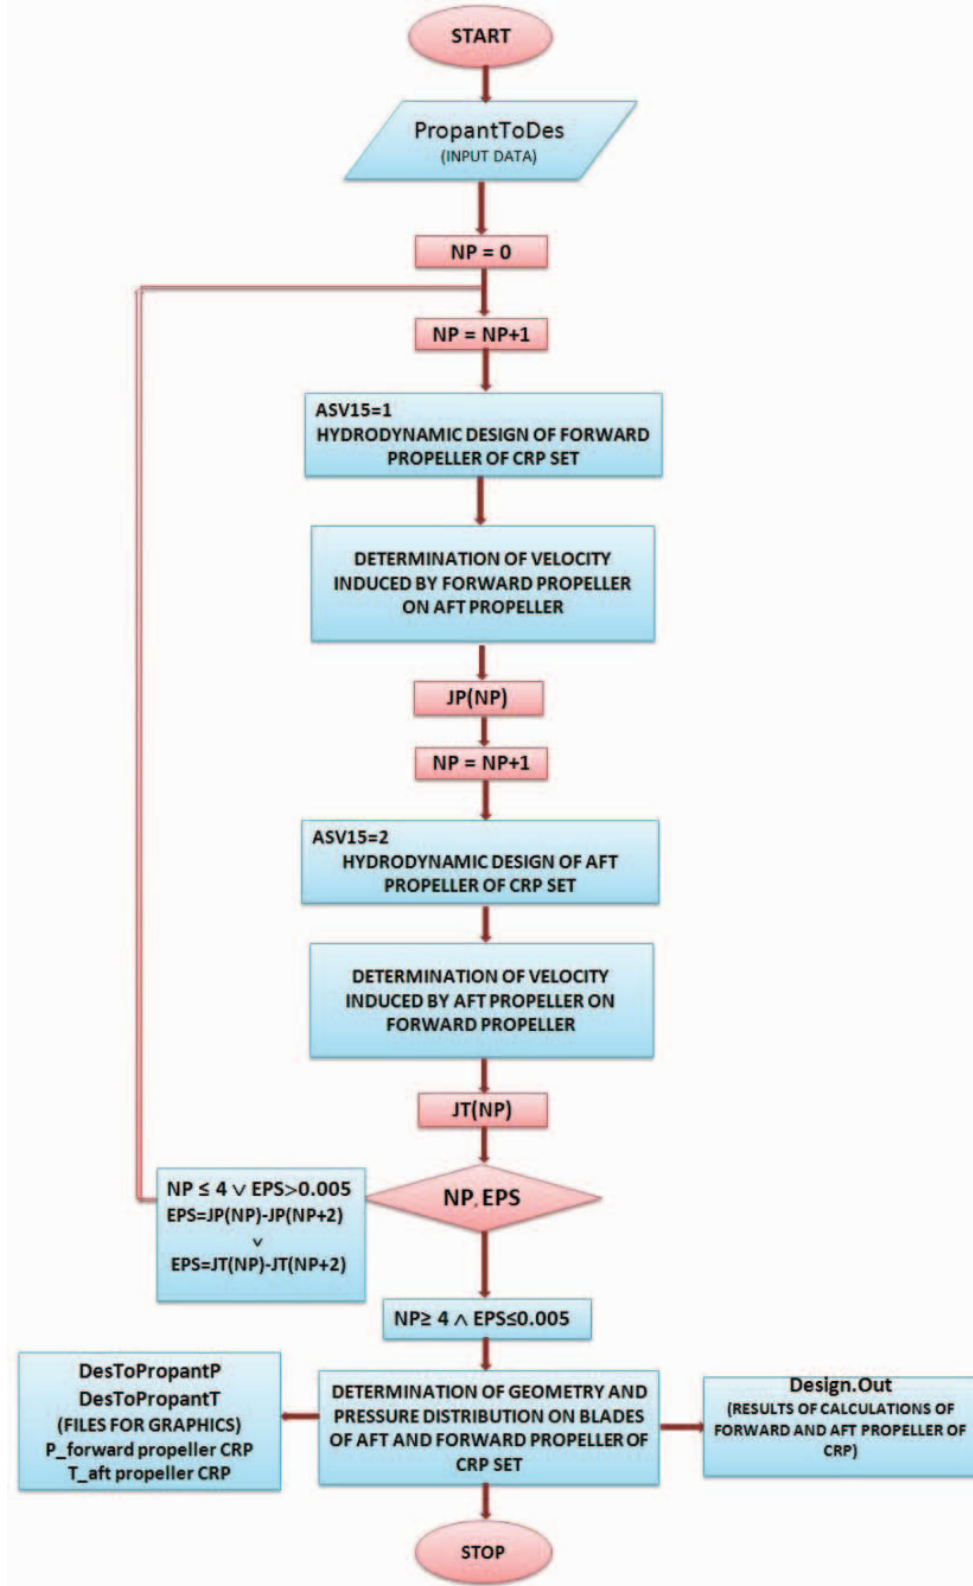 START
PropantToDes
(INPUT DATA)
NP = 0
NP = NP+1
ASV15=1
HYDRODYNAMIC DESIGN OF FORWARD
PROPELLER OF CRP SET
DETERMINATION OF VELOCITY
INDUCED BY FORWARD PROPELLER
ON AFT PROPELLER
JP(NP)
NP = NP+1
ASV15=2
HYDRODYNAMIC DESIGN OF AFT
PROPELLER OF CRP SET
DETERMINATION OF VELOCITY
INDUCED BY AFT PROPELLER ON
FORWARD PROPELLER
JT(NP)
NP, EPS
NP ≤ 4 ∨ EPS>0.005
EPS=JP(NP)-JP(NP+2)
∨
EPS=JT(NP)-JT(NP+2)
NP≥ 4 ∧ EPS≤0.005
DesToPropantP
DesToPropantT
(FILES FOR GRAPHICS)
P_forward propeller CRP
T_aft propeller CRP
DETERMINATION OF GEOMETRY AND
PRESSURE DISTRIBUTION ON BLADES
OF AFT AND FORWARD PROPELLER OF
CRP SET
Design.Out
(RESULTS OF CALCULATIONS OF
FORWARD AND AFT PROPELLER OF
CRP)
STOP